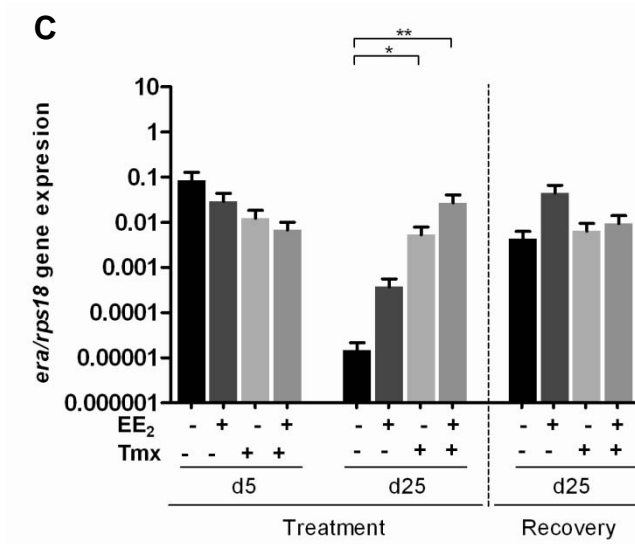 C
**
*
10
1
0.1
0.01
0.001
0.0001
0.00001
0.000001
era/rps18 gene expresion
EE₂ - + - + - + - + - + - +
Tmx - - + + - - + + - - + +
d5 d25 d25
Treatment Recovery